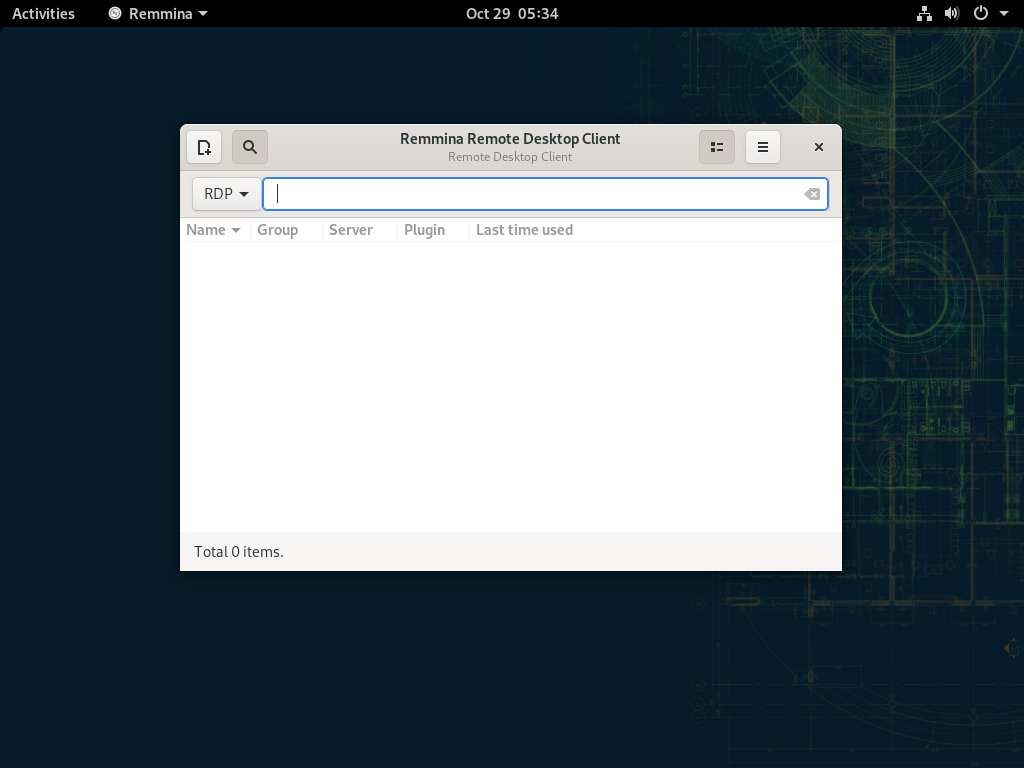 Activities Remmina Oct 29 05:34
Remmina Remote Desktop Client
Remote Desktop Client
RDP
Name Group Server Plugin Last time used
Total 0 items.